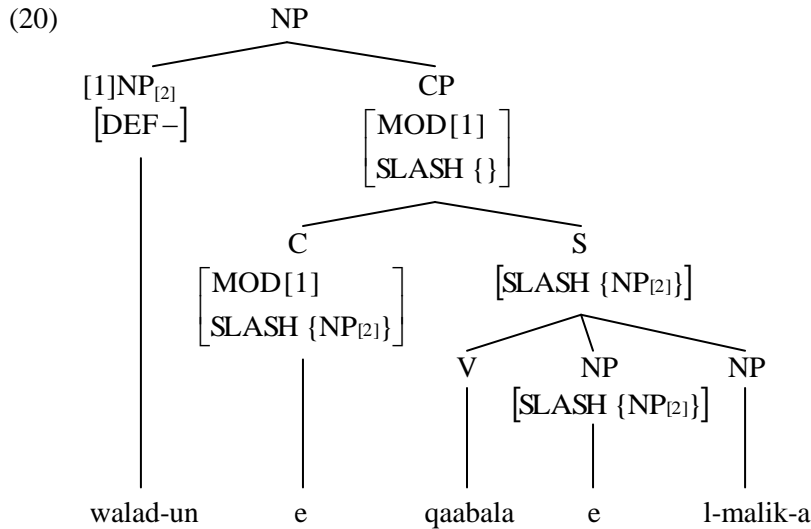 (20) NP
[1]NP[2] CP
[DEF–] [MOD[1]
SLASH {}]
C S
[MOD[1] [SLASH {NP[2]}]
SLASH {NP[2]}]
V NP NP
[SLASH {NP[2]}]
walad-un e qaabala e l-malik-a